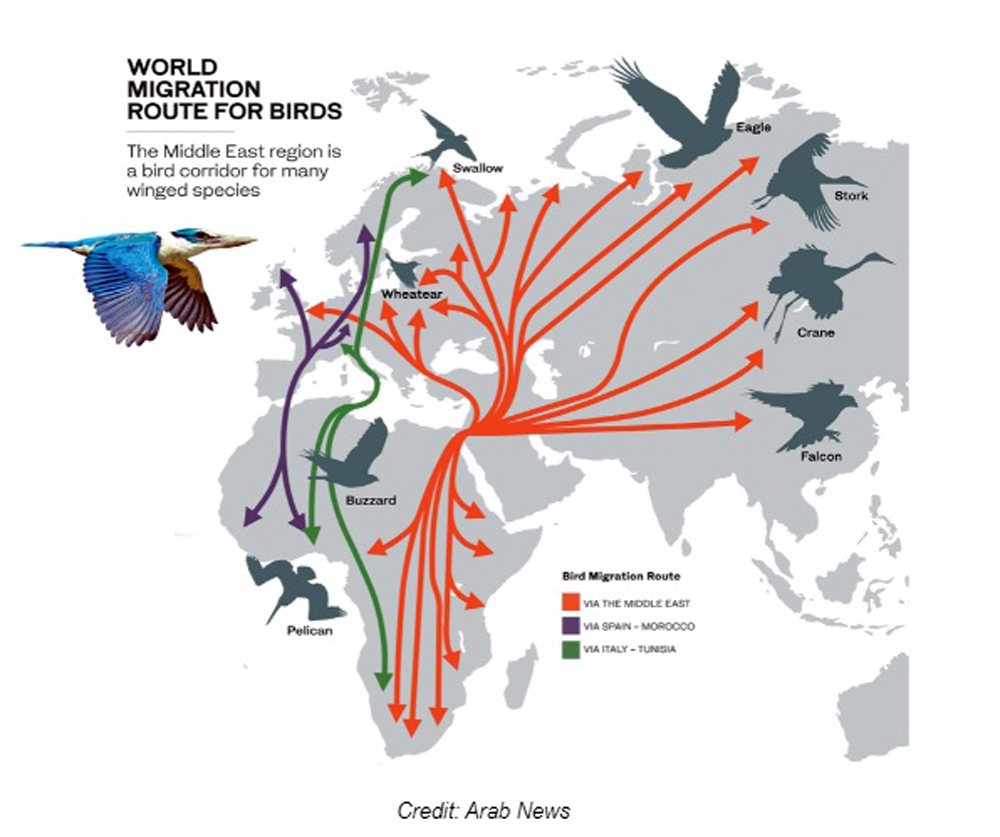 WORLD
MIGRATION
ROUTE FOR BIRDS
The Middle East region is
a bird corridor for many
winged species
Eagle
Swallow
Stork
Wheatear
Crane
Falcon
Buzzard
Pelican
Bird Migration Route
VIA THE MIDDLE EAST
VIA SPAIN – MOROCCO
VIA ITALY – TUNISIA
Credit: Arab News